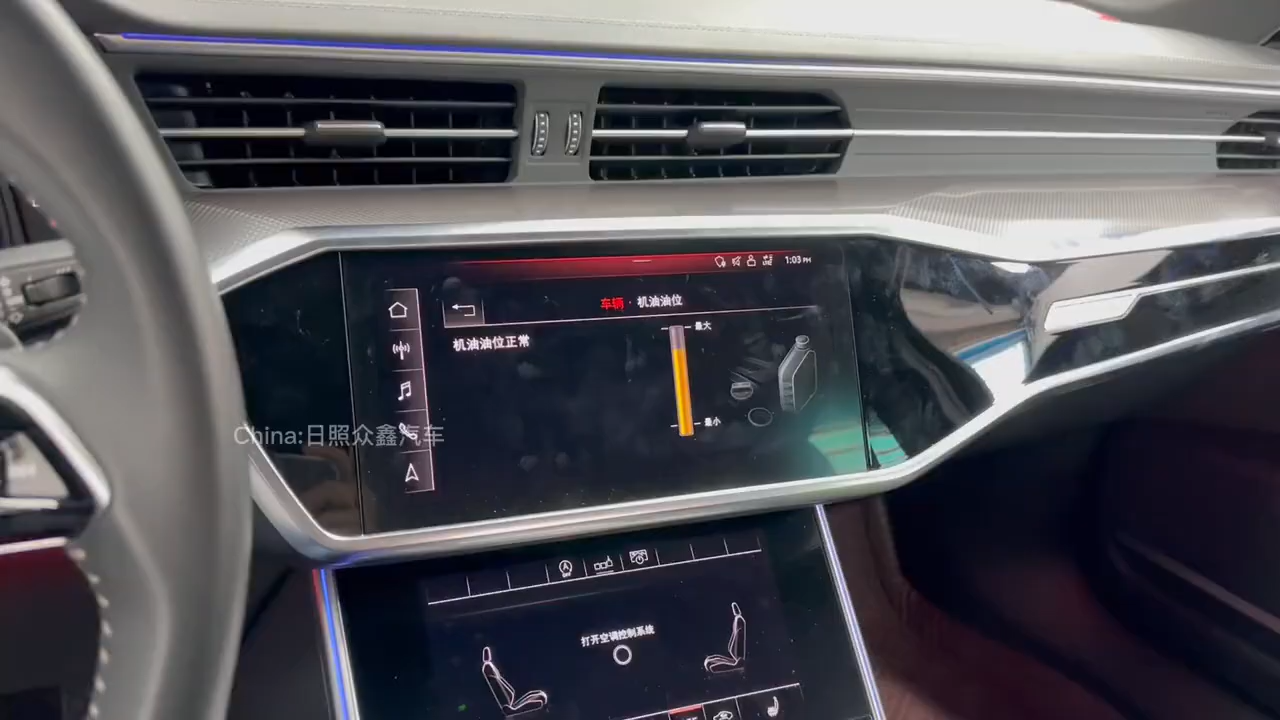 1:03 PM
车辆 · 机油油位
机油油位正常
最大
最小
China:日照众鑫汽车
OFF
打开空调控制系统